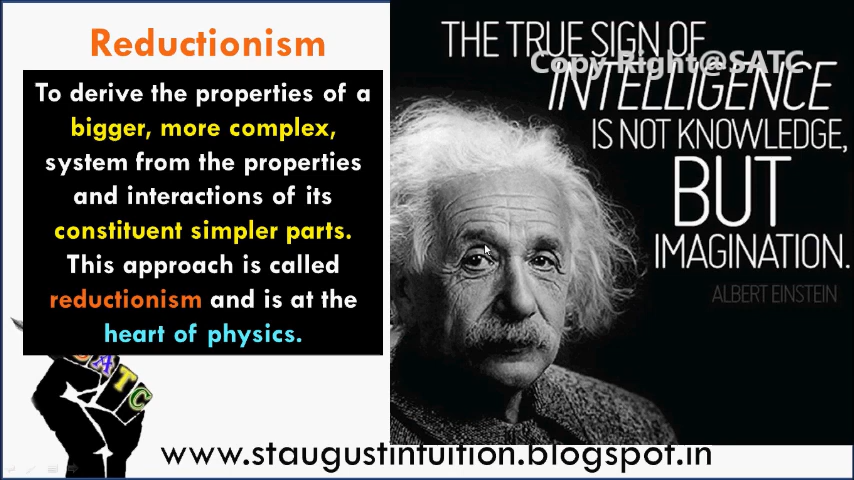 Reductionism
To derive the properties of a
bigger, more complex,
system from the properties
and interactions of its
constituent simpler parts.
This approach is called
reductionism and is at the
heart of physics.
THE TRUE SIGN OF
Copy Right@SATC
INTELLIGENCE
IS NOT KNOWLEDGE,
BUT
IMAGINATION.
ALBERT EINSTEIN
SATC
www.staugustintuition.blogspot.in